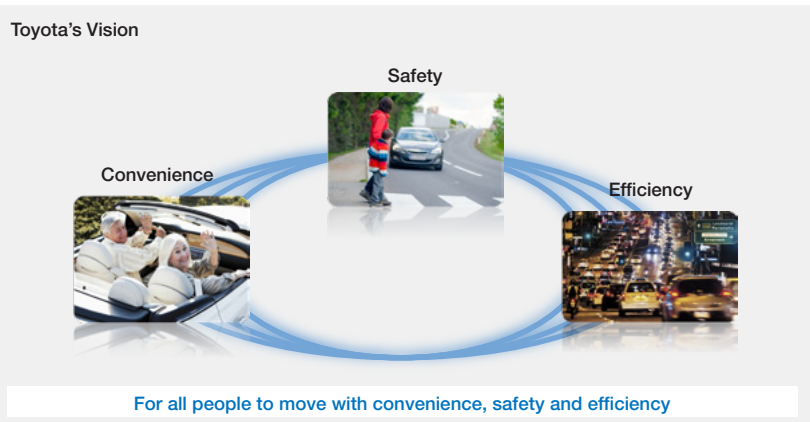 Toyota's Vision
Safety
Convenience
Efficiency
For all people to move with convenience, safety and efficiency